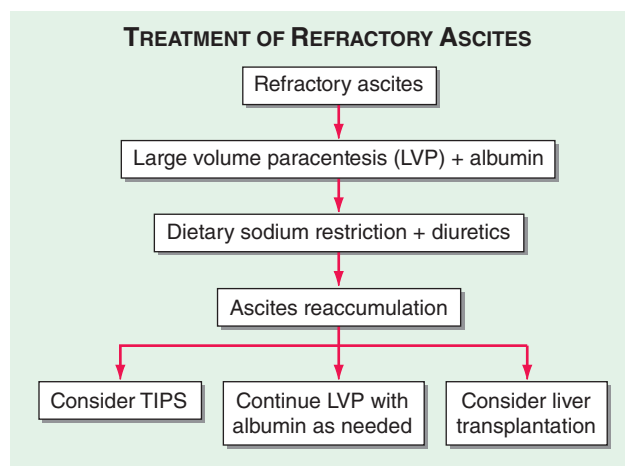 TREATMENT OF REFRACTORY ASCITES
Refractory ascites
Large volume paracentesis (LVP) + albumin
Dietary sodium restriction + diuretics
Ascites reaccumulation
Consider TIPS
Continue LVP with
albumin as needed
Consider liver
transplantation